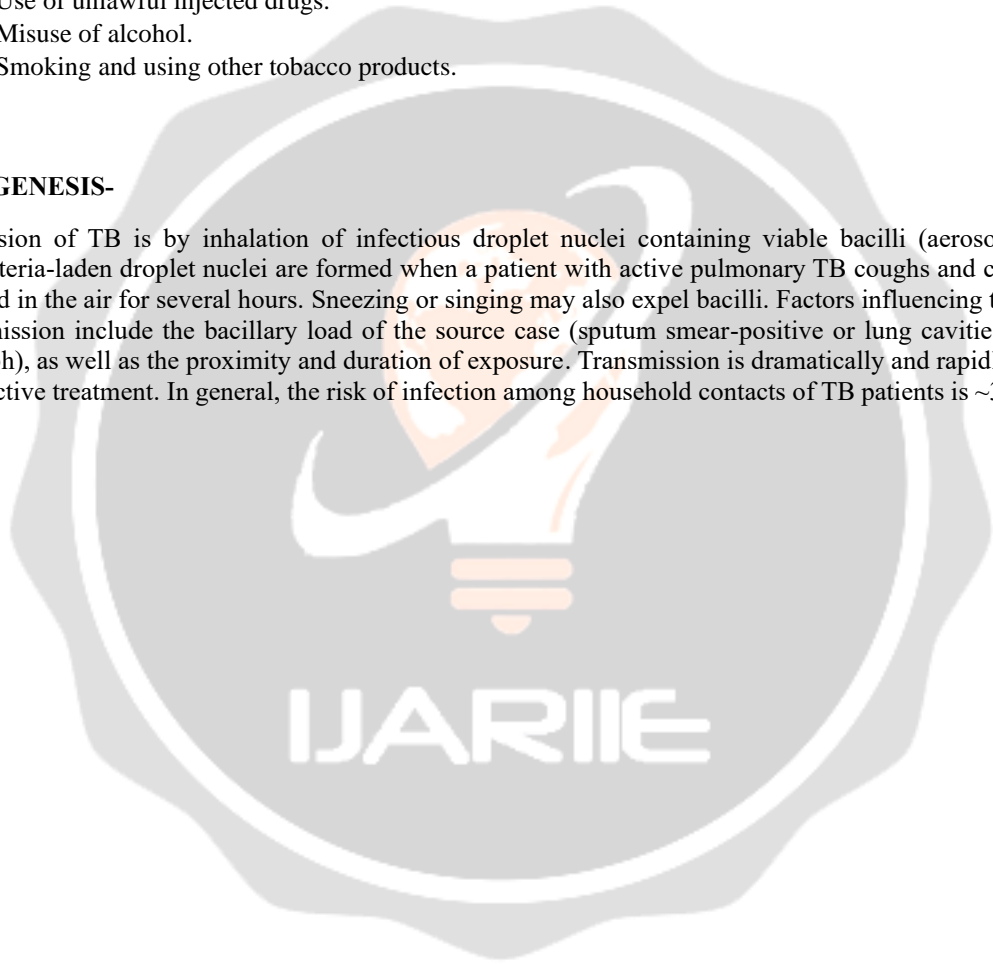 Use of unlawful injected drugs.
Misuse of alcohol.
Smoking and using other tobacco products.
GENESIS-
sion of TB is by inhalation of infectious droplet nuclei containing viable bacilli (aeroso
teria-laden droplet nuclei are formed when a patient with active pulmonary TB coughs and c
d in the air for several hours. Sneezing or singing may also expel bacilli. Factors influencing t
nission include the bacillary load of the source case (sputum smear-positive or lung cavitie
oh), as well as the proximity and duration of exposure. Transmission is dramatically and rapidl
ctive treatment. In general, the risk of infection among household contacts of TB patients is ~3
IJARIIE